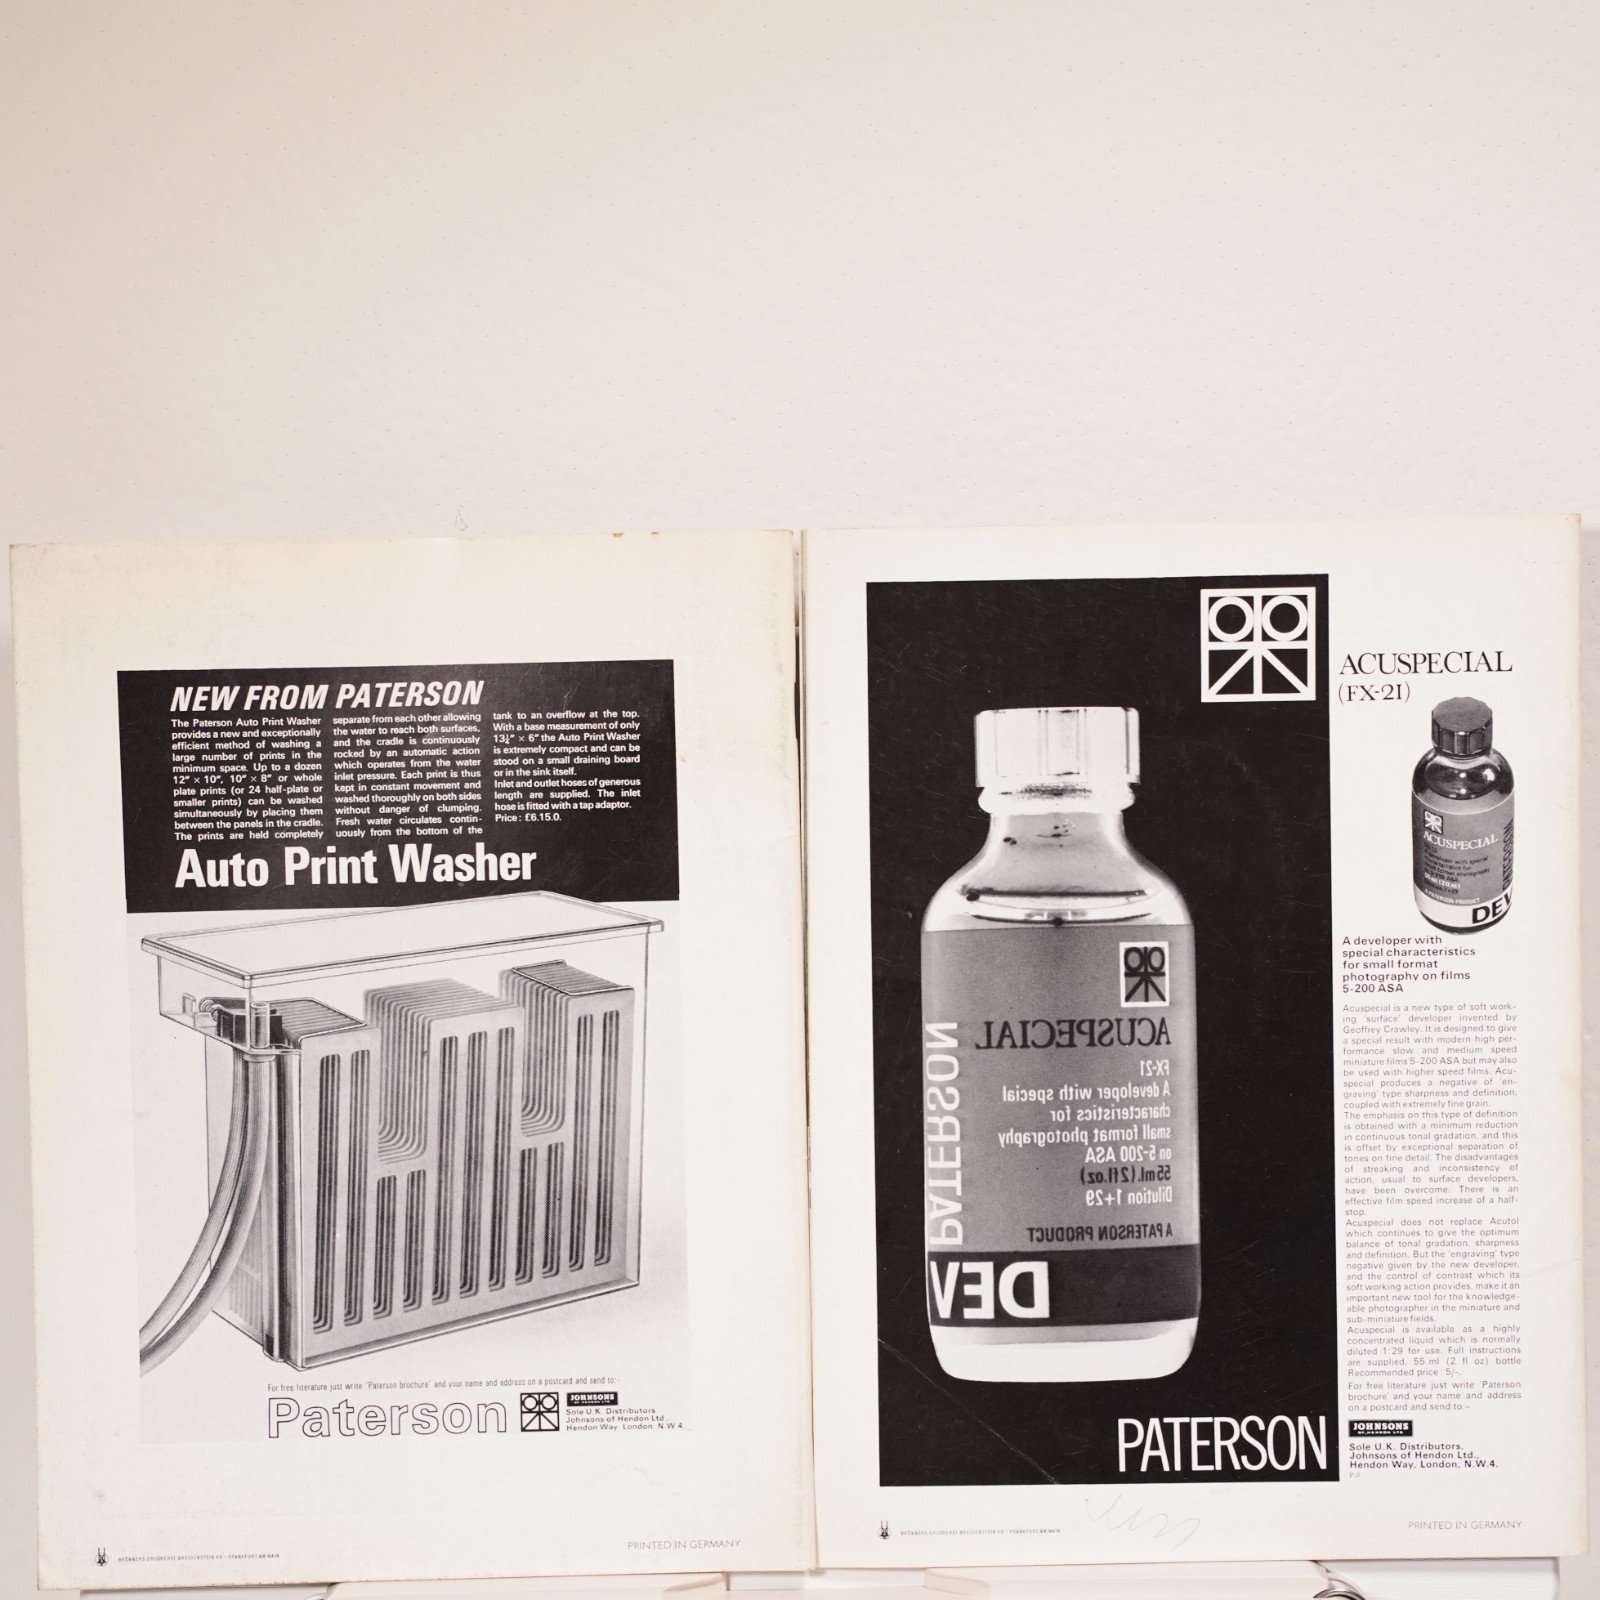 NEW FROM PATERSON
The Paterson Auto Print Washer
provides a new and exceptionally
efficient method of washing a
large number of prints in the
minimum space. Up to a dozen
12″ × 10″, 10″ × 8″ or whole
plate prints (or 24 half-plate or
smaller prints) can be washed
simultaneously by placing them
between the panels in the cradle.
The prints are held completely
separate from each other allowing
the water to reach both surfaces,
and the cradle is continuously
rocked by an automatic action
which operates from the water
inlet pressure. Each print is thus
kept in constant movement and
washed thoroughly on both sides
without danger of clumping.
Fresh water circulates contin-
uously from the bottom of the
tank to an overflow at the top.
With a base measurement of only
13¼″ × 6″ the Auto Print Washer
is extremely compact and can be
stood on a small draining board
or in the sink itself.
Inlet and outlet hoses of generous
length are supplied. The inlet
hose is fitted with a tap adaptor.
Price: £6.15.0.
Auto Print Washer
For free literature just write 'Paterson brochure' and your name and address on a postcard and send to:-
Paterson
JOHNSONS
OF HENDON LTD
Sole U.K. Distributors
Johnsons of Hendon Ltd.,
Hendon Way, London N.W.4.
BRÖNNERS DRUCKEREI BREIDENSTEIN KG · FRANKFURT AM MAIN
PRINTED IN GERMANY
ACUSPECIAL
FX-21
A developer with special
characteristics for
small format photography
on 5-200 ASA
55ml (2fl.oz)
Dilution 1+29
A PATERSON PRODUCT
PATERSON
DEV
PATERSON
ACUSPECIAL
(FX-21)
ACUSPECIAL
A PATERSON PRODUCT
PATERSON
DEV
A developer with
special characteristics
for small format
photography on films
5-200 ASA
Acuspecial is a new type of soft work-
ing 'surface' developer invented by
Geoffrey Crawley. It is designed to give
a special result with modern high per-
formance slow and medium speed
miniature films 5-200 ASA but may also
be used with higher speed films. Acu-
special produces a negative of 'en-
graving' type sharpness and definition,
coupled with extremely fine grain.
The emphasis on this type of definition
is obtained with a minimum reduction
in continuous tonal gradation, and this
is offset by exceptional separation of
tones on fine detail. The disadvantages
of streaking and inconsistency of
action, usual to surface developers,
have been overcome. There is an
effective film speed increase of a half-
stop.
Acuspecial does not replace Acutol
which continues to give the optimum
balance of tonal gradation, sharpness
and definition. But the 'engraving' type
negative given by the new developer,
and the control of contrast which its
soft working action provides, make it an
important new tool for the knowledge-
able photographer in the miniature and
sub-miniature fields.
Acuspecial is available as a highly
concentrated liquid which is normally
diluted 1:29 for use. Full instructions
are supplied. 55 ml (2 fl oz) bottle
Recommended price: 5/-.
For free literature just write 'Paterson
brochure' and your name and address
on a postcard and send to:–
JOHNSONS
OF HENDON LTD
Sole U.K. Distributors,
Johnsons of Hendon Ltd.,
Hendon Way, London, N.W.4.
BRÖNNERS DRUCKEREI BREIDENSTEIN KG · FRANKFURT AM MAIN
PRINTED IN GERMANY